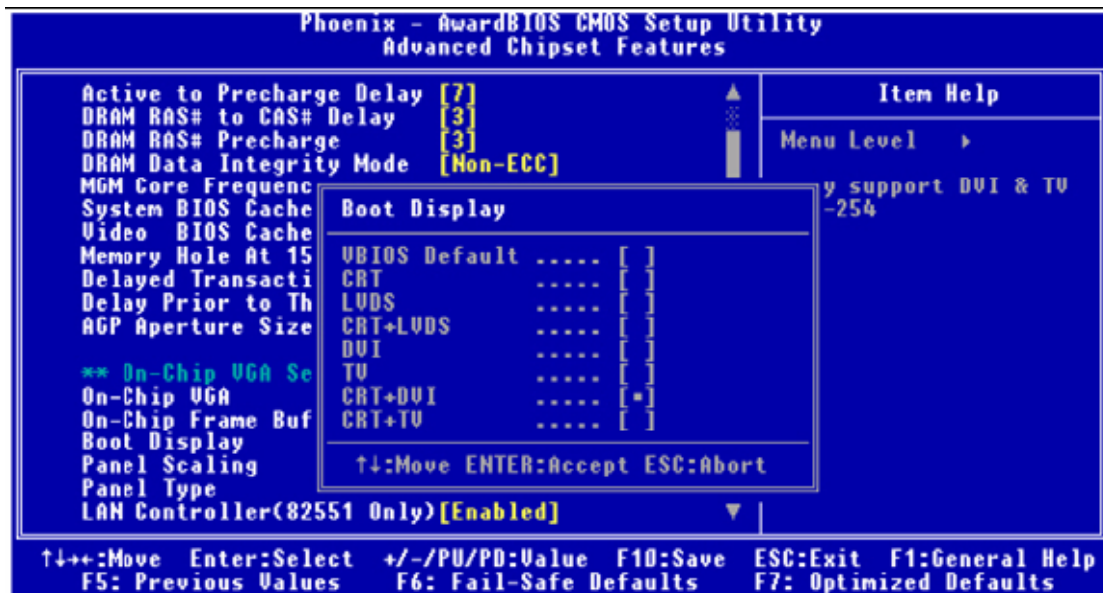 Phoenix - AwardBIOS CMOS Setup Utility
Advanced Chipset Features
Active to Precharge Delay [7]
DRAM RAS# to CAS# Delay [3]
DRAM RAS# Precharge [3]
DRAM Data Integrity Mode [Non-ECC]
MGM Core Frequenc
System BIOS Cache
Video BIOS Cache
Memory Hole At 15
Delayed Transacti
Delay Prior to Th
AGP Aperture Size
** On-Chip VGA Se
On-Chip VGA
On-Chip Frame Buf
Boot Display
Panel Scaling
Panel Type
LAN Controller(82551 Only)[Enabled]
Boot Display
VBIOS Default ..... [ ]
CRT ..... [ ]
LVDS ..... [ ]
CRT+LVDS ..... [ ]
DVI ..... [ ]
TV ..... [ ]
CRT+DVI ..... [▪]
CRT+TV ..... [ ]
↑↓:Move ENTER:Accept ESC:Abort
Item Help
Menu Level ▸
y support DVI & TV
-254
↑↓→←:Move Enter:Select +/-/PU/PD:Value F10:Save ESC:Exit F1:General Help
F5: Previous Values F6: Fail-Safe Defaults F7: Optimized Defaults